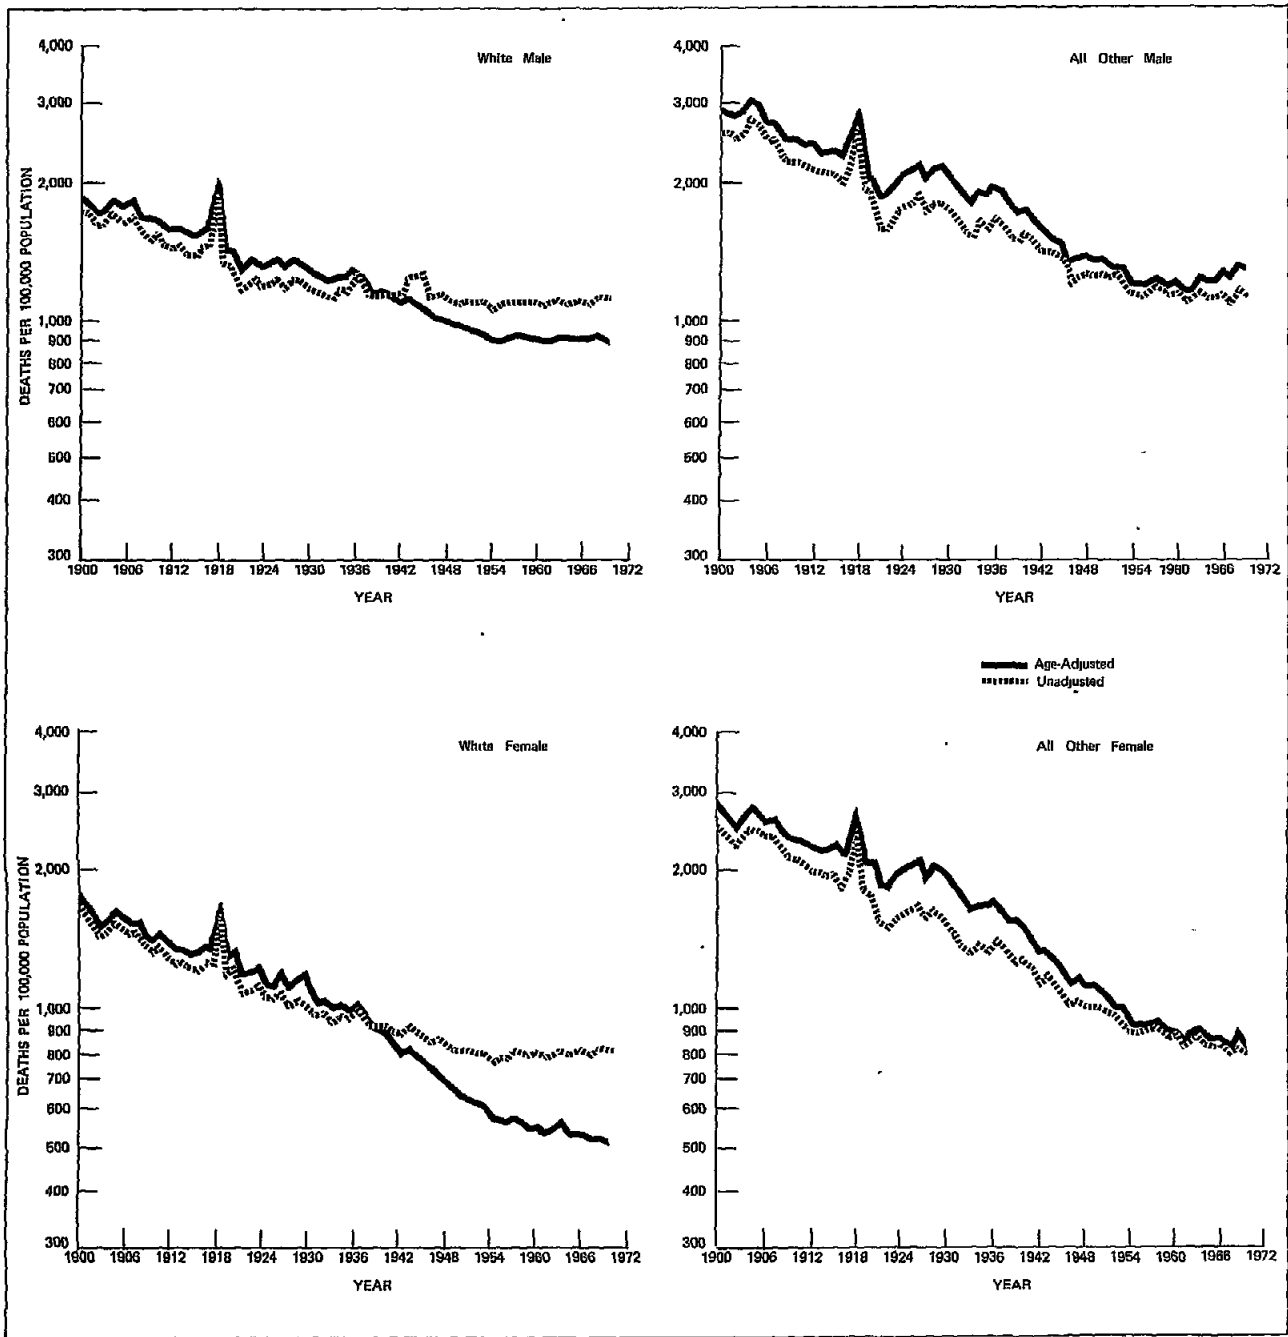 White Male
4,000
3,000
2,000
1,000
900
800
700
600
500
400
300
DEATHS PER 100,000 POPULATION
1900 1906 1912 1918 1924 1930 1936 1942 1948 1954 1960 1966 1972
YEAR
All Other Male
4,000
3,000
2,000
1,000
900
800
700
600
500
400
300
1900 1906 1912 1918 1924 1930 1936 1942 1948 1954 1960 1966 1972
YEAR
Age-Adjusted
Unadjusted
White Female
4,000
3,000
2,000
1,000
900
800
700
600
500
400
300
DEATHS PER 100,000 POPULATION
1900 1906 1912 1918 1924 1930 1936 1942 1948 1954 1960 1966 1972
YEAR
All Other Female
4,000
3,000
2,000
1,000
900
800
700
600
500
400
300
1900 1906 1912 1918 1924 1930 1936 1942 1948 1954 1960 1966 1972
YEAR